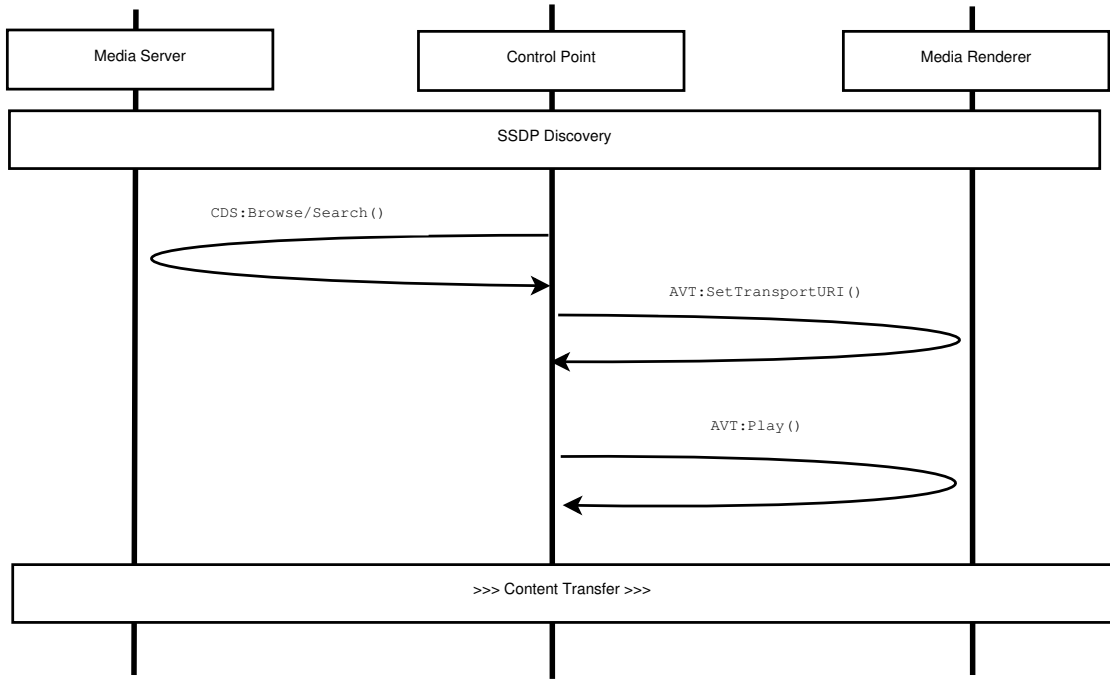 Media Server
Control Point
Media Renderer
SSDP Discovery
CDS:Browse/Search()
AVT:SetTransportURI()
AVT:Play()
>>> Content Transfer >>>